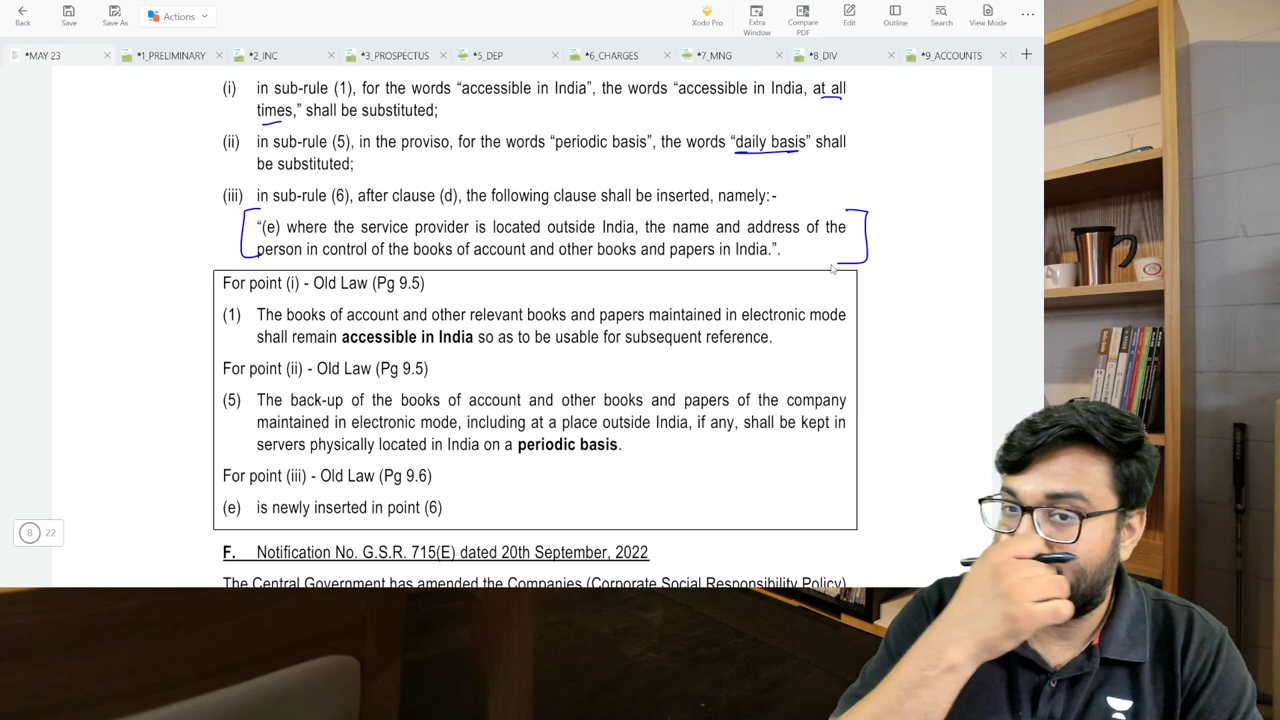 Back
Save
Save As
Actions
Xodo Pro
Extra Window
Compare PDF
Edit
Outline
Search
View Mode
*MAY 23
*1_PRELIMINARY
*2_INC
*3_PROSPECTUS
*5_DEP
*6_CHARGES
*7_MNG
*8_DIV
*9_ACCOUNTS
(i) in sub-rule (1), for the words “accessible in India”, the words “accessible in India, at all
times,” shall be substituted;
(ii) in sub-rule (5), in the proviso, for the words “periodic basis”, the words “daily basis” shall
be substituted;
(iii) in sub-rule (6), after clause (d), the following clause shall be inserted, namely:-
“(e) where the service provider is located outside India, the name and address of the
person in control of the books of account and other books and papers in India.”.
For point (i) - Old Law (Pg 9.5)
(1) The books of account and other relevant books and papers maintained in electronic mode
shall remain accessible in India so as to be usable for subsequent reference.
For point (ii) - Old Law (Pg 9.5)
(5) The back-up of the books of account and other books and papers of the company
maintained in electronic mode, including at a place outside India, if any, shall be kept in
servers physically located in India on a periodic basis.
For point (iii) - Old Law (Pg 9.6)
(e) is newly inserted in point (6)
8 22
F. Notification No. G.S.R. 715(E) dated 20th September, 2022
The Central Government has amended the Companies (Corporate Social Responsibility Policy)